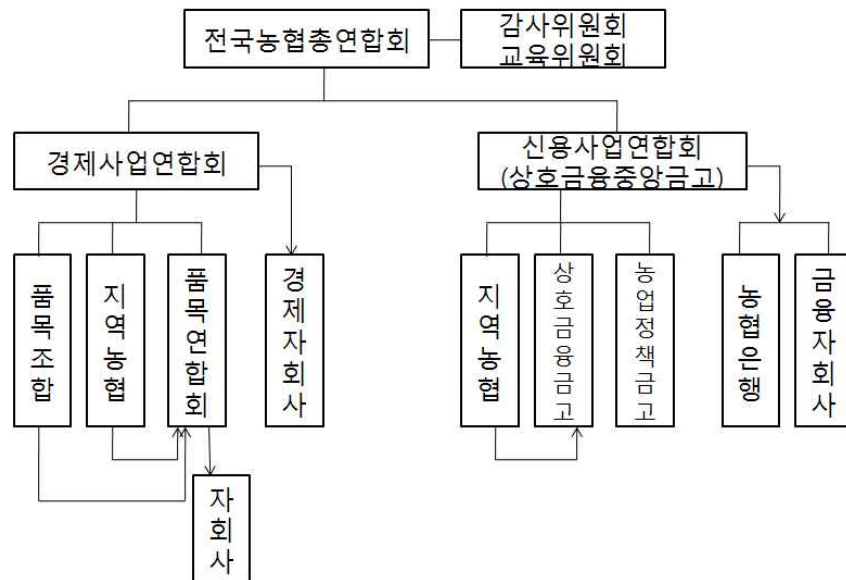 전국농협총연합회
감사위원회
교육위원회
경제사업연합회
신용사업연합회
(상호금융중앙금고)
품목조합
지역농협
품목연합회
경제자회사
지역농협
상호금융금고
농업정책금고
농협은행
금융자회사
자회사